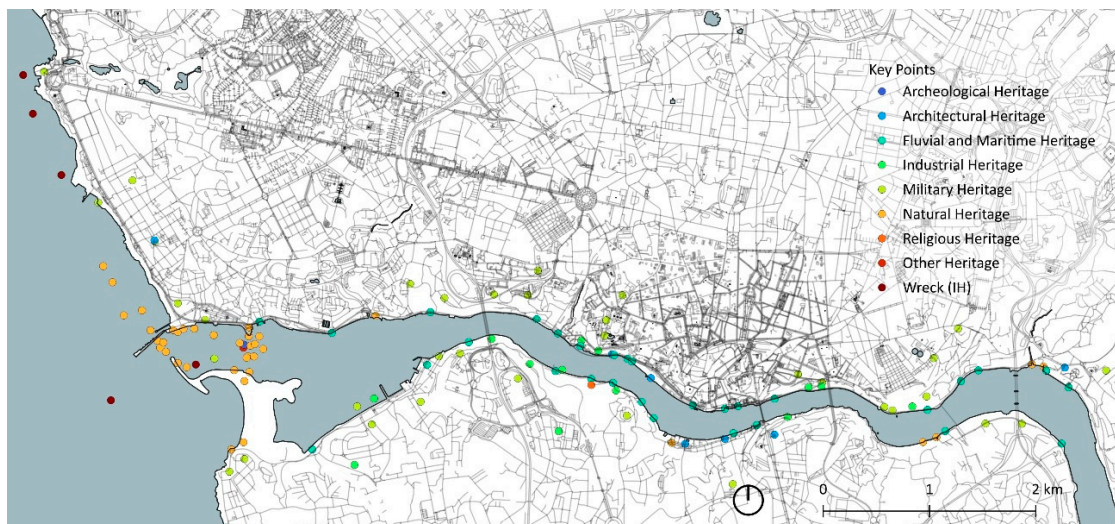 Key Points
Archeological Heritage
Architectural Heritage
Fluvial and Maritime Heritage
Industrial Heritage
Military Heritage
Natural Heritage
Religious Heritage
Other Heritage
Wreck (IH)
0 1 2 km